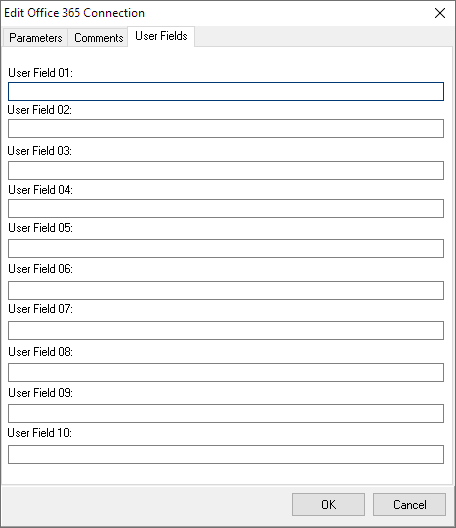 Edit Office 365 Connection
Parameters Comments User Fields
User Field 01:
User Field 02:
User Field 03:
User Field 04:
User Field 05:
User Field 06:
User Field 07:
User Field 08:
User Field 09:
User Field 10:
OK Cancel